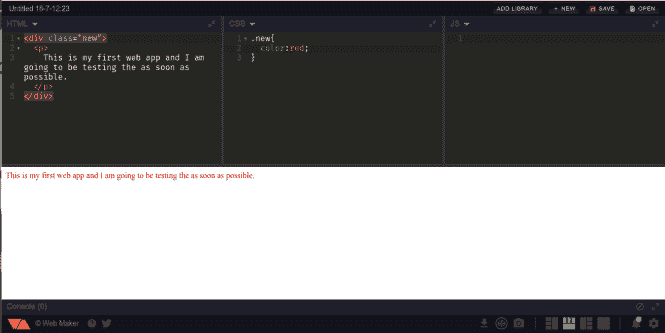 Untitled 18-7-12:23
ADD LIBRARY + NEW SAVE OPEN
HTML
1 <div class="new">
2 <p>
3 This is my first web app and I am
going to be testing the as soon as
possible.
4 </p>
5 </div>
CSS
1 .new{
2 color:red;
3 }
JS
1
This is my first web app and I am going to be testing the as soon as possible.
Console (0)
© Web Maker